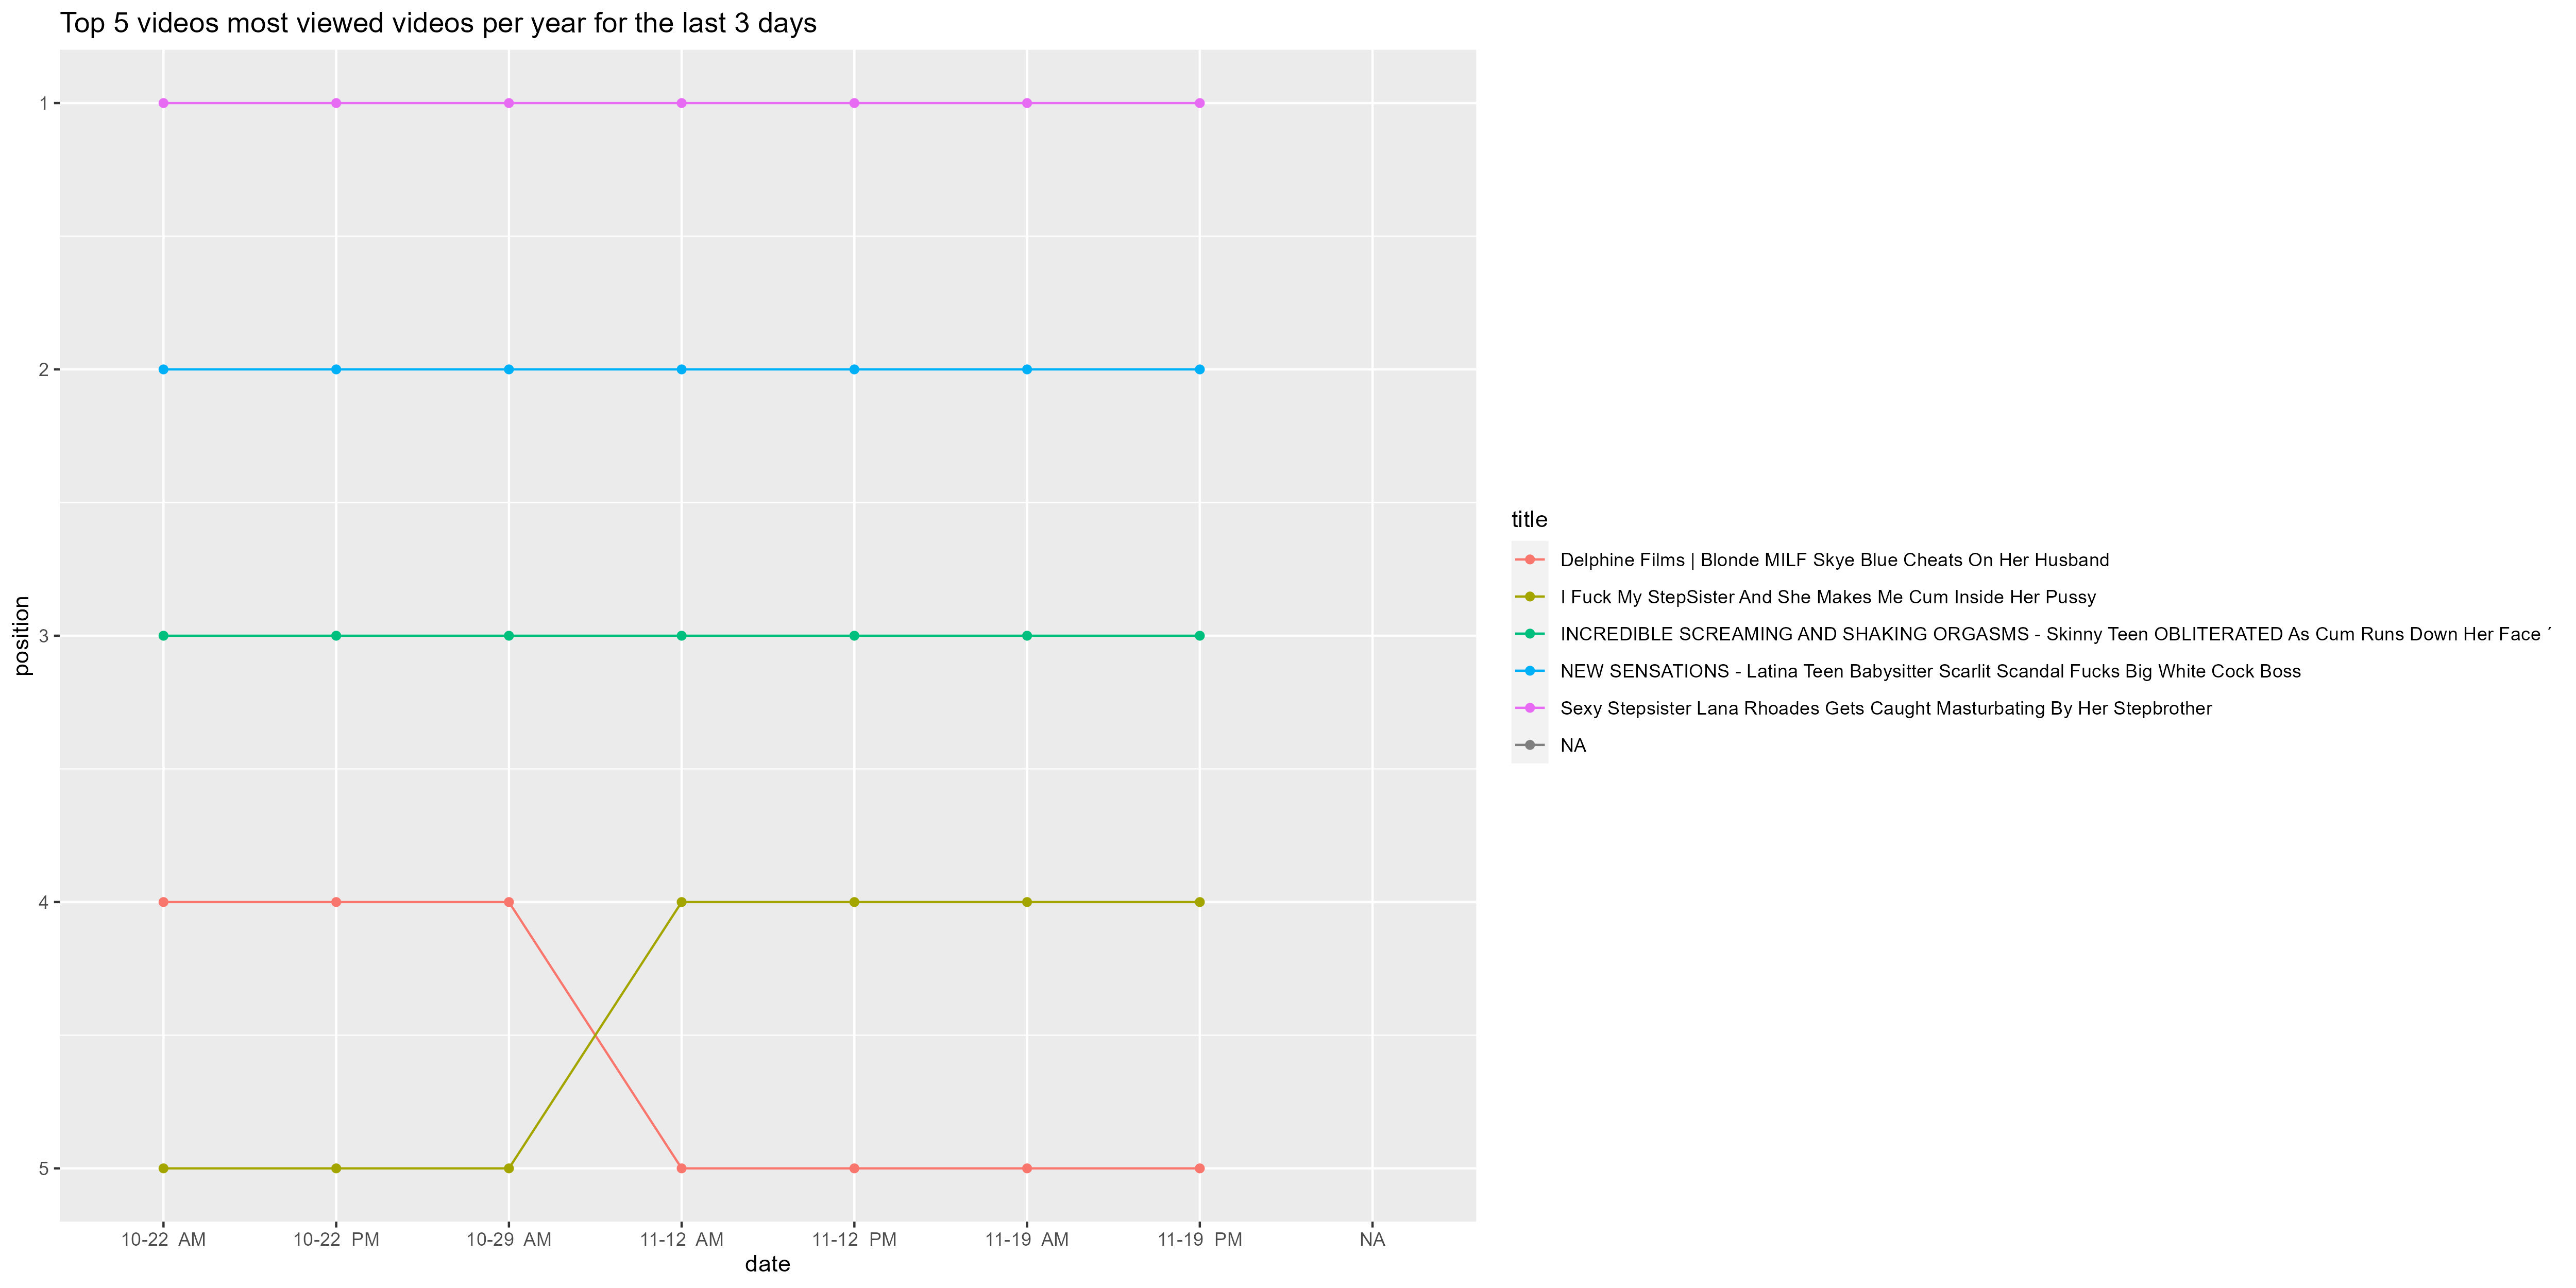 Top 5 videos most viewed videos per year for the last 3 days
position
1
2
3
4
5
10-22 AM
10-22 PM
10-29 AM
11-12 AM
11-12 PM
11-19 AM
11-19 PM
NA
date
title
Delphine Films | Blonde MILF Skye Blue Cheats On Her Husband
I Fuck My StepSister And She Makes Me Cum Inside Her Pussy
INCREDIBLE SCREAMING AND SHAKING ORGASMS - Skinny Teen OBLITERATED As Cum Runs Down Her Face
NEW SENSATIONS - Latina Teen Babysitter Scarlit Scandal Fucks Big White Cock Boss
Sexy Stepsister Lana Rhoades Gets Caught Masturbating By Her Stepbrother
NA